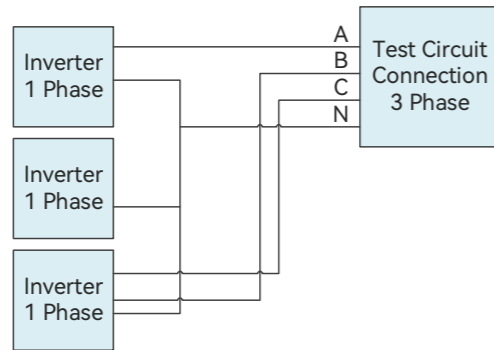 Inverter
1 Phase
Inverter
1 Phase
Inverter
1 Phase
A
B
C
N
Test Circuit
Connection
3 Phase